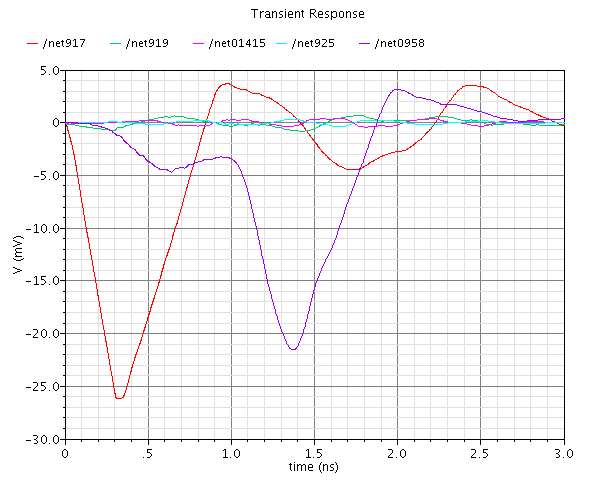 Transient Response
/net917 /net919 /net01415 /net925 /net0958
5.0
0
-5.0
-10.0
-15.0
-20.0
-25.0
-30.0
V (mV)
0 .5 1.0 1.5 2.0 2.5 3.0
time (ns)